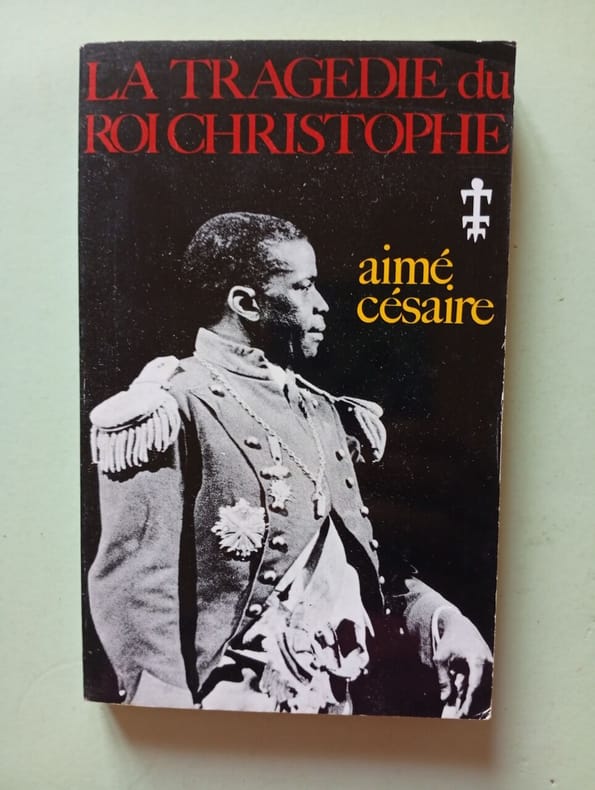 LA TRAGEDIE du
ROI CHRISTOPHE
aimé
césaire